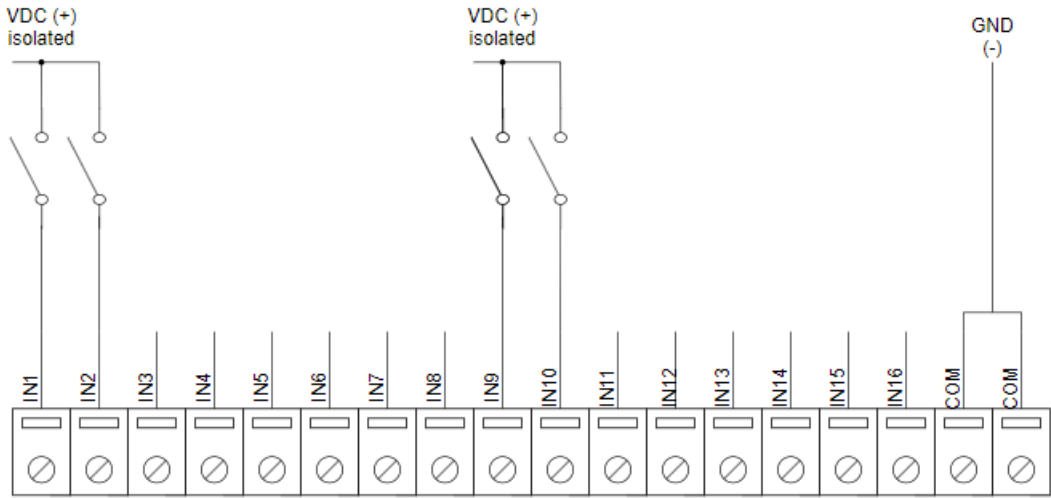 VDC (+)
isolated
VDC (+)
isolated
GND
(-)
IN1
IN2
IN3
IN4
IN5
IN6
IN7
IN8
IN9
IN10
IN11
IN12
IN13
IN14
IN15
IN16
COM
COM